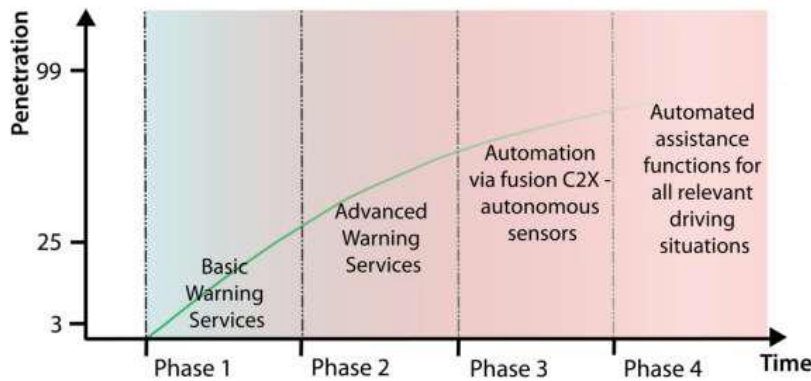 Penetration
99
25
3
Basic
Warning
Services
Advanced
Warning
Services
Automation
via fusion C2X -
autonomous
sensors
Automated
assistance
functions for
all relevant
driving
situations
Phase 1
Phase 2
Phase 3
Phase 4
Time